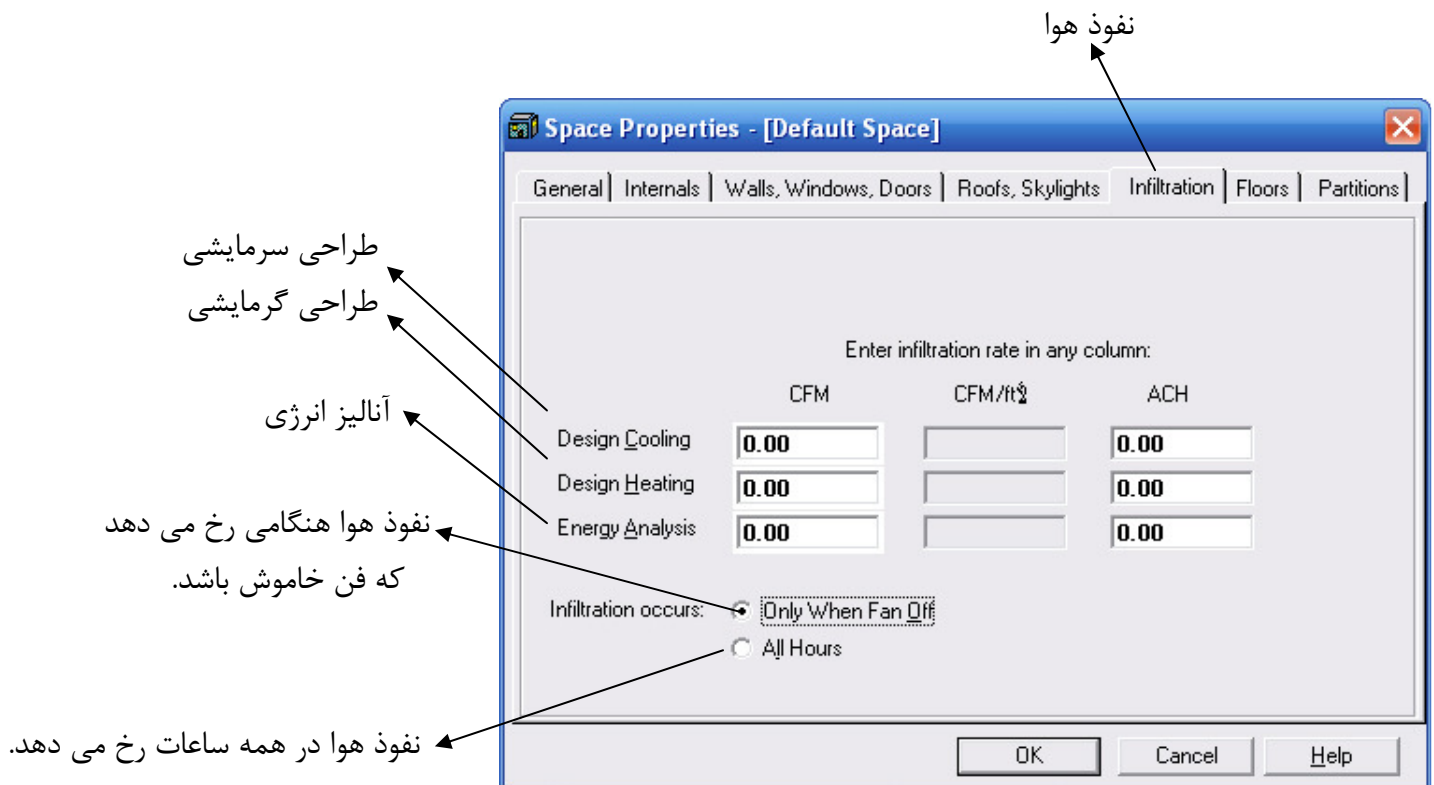 نفوذ هوا
Space Properties - [Default Space]
General Internals Walls, Windows, Doors Roofs, Skylights Infiltration Floors Partitions
طراحی سرمایشی
طراحی گرمایشی
Enter infiltration rate in any column:
CFM CFM/ft² ACH
آنالیز انرژی
Design Cooling 0.00 0.00
Design Heating 0.00 0.00
Energy Analysis 0.00 0.00
نفوذ هوا هنگامی رخ می دهد
که فن خاموش باشد.
Infiltration occurs: Only When Fan Off
All Hours
نفوذ هوا در همه ساعات رخ می دهد.
OK Cancel Help